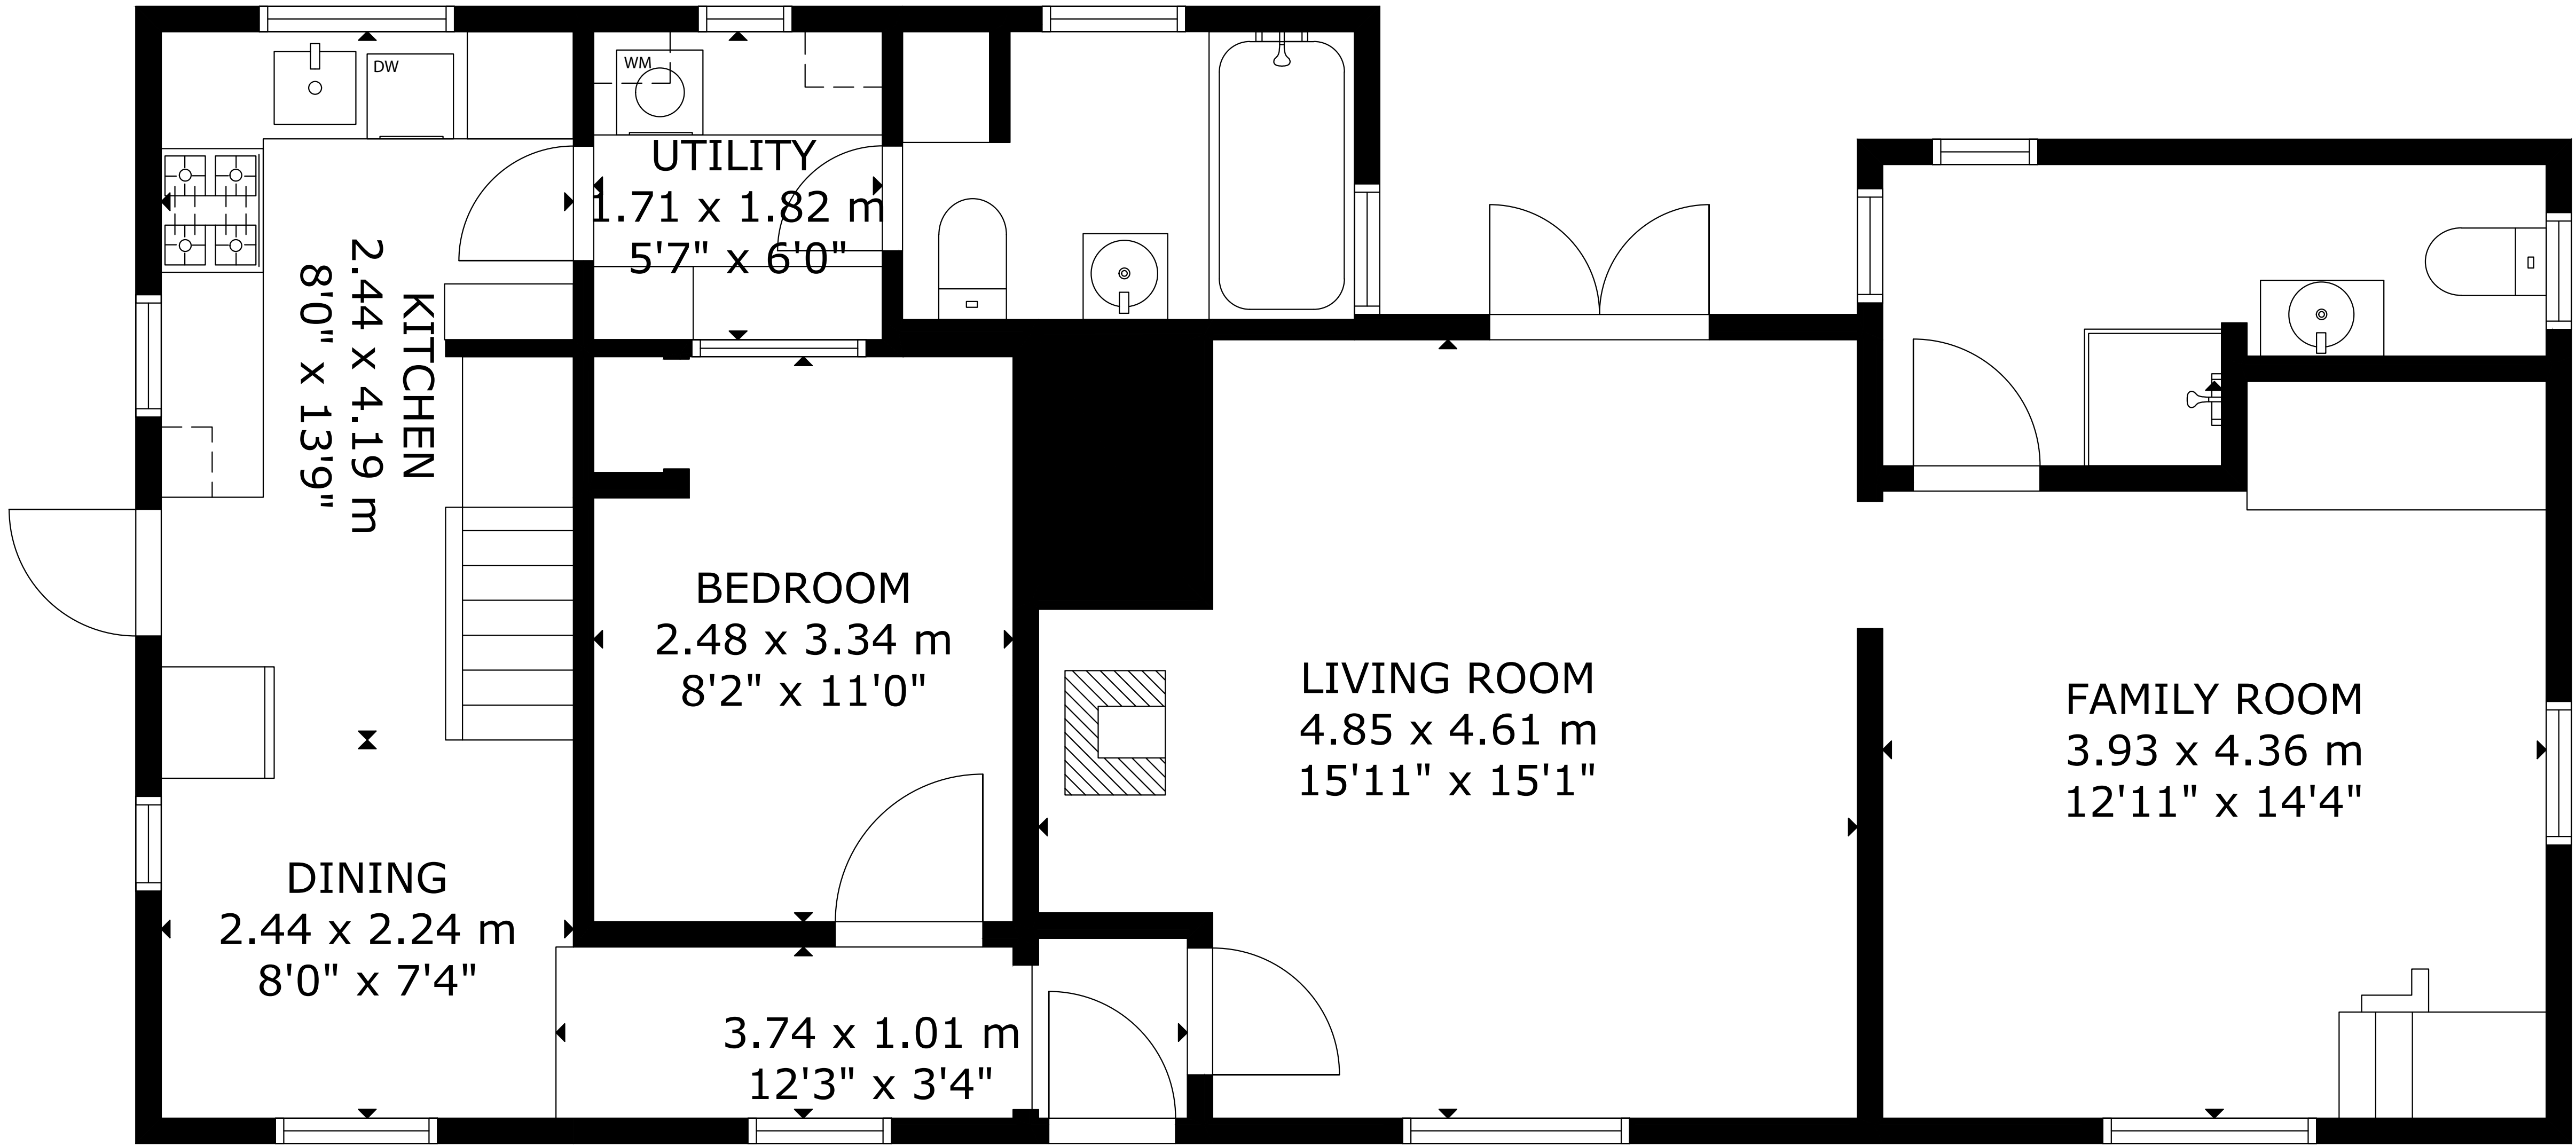 DW
WM
UTILITY
1.71 x 1.82 m
5'7" x 6'0"
KITCHEN
2.44 x 4.19 m
8'0" x 13'9"
BEDROOM
2.48 x 3.34 m
8'2" x 11'0"
LIVING ROOM
4.85 x 4.61 m
15'11" x 15'1"
FAMILY ROOM
3.93 x 4.36 m
12'11" x 14'4"
DINING
2.44 x 2.24 m
8'0" x 7'4"
3.74 x 1.01 m
12'3" x 3'4"